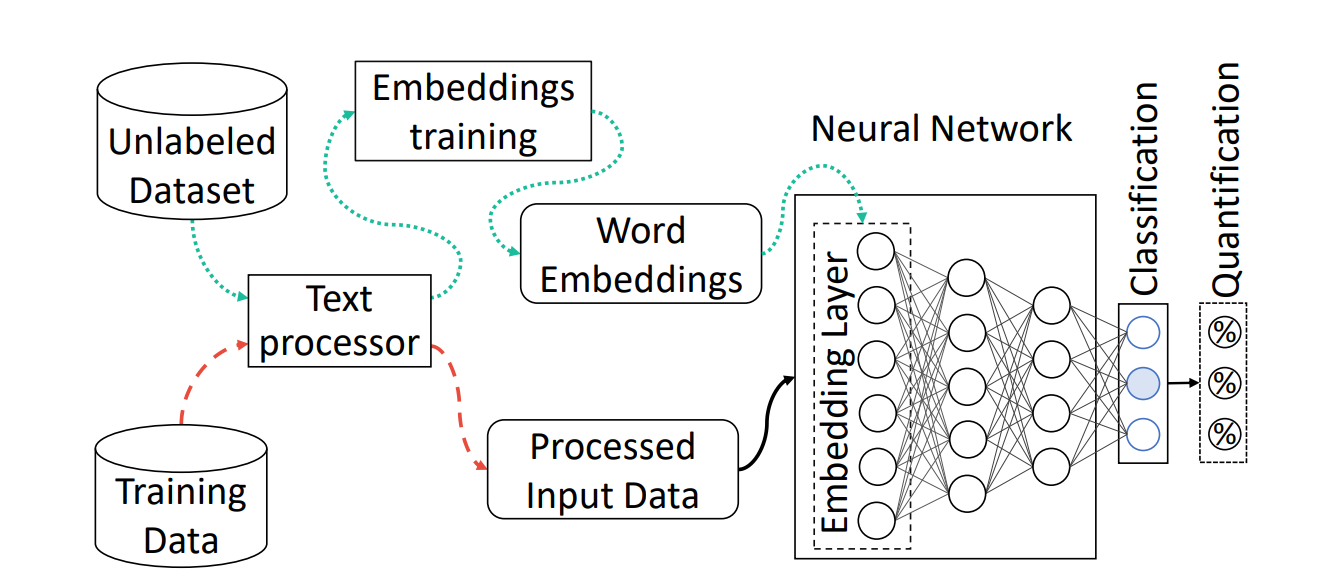 Unlabeled
Dataset
Embeddings
training
Text
processor
Word
Embeddings
Training
Data
Processed
Input Data
Neural Network
Embedding Layer
Classification
Quantification
%
%
%